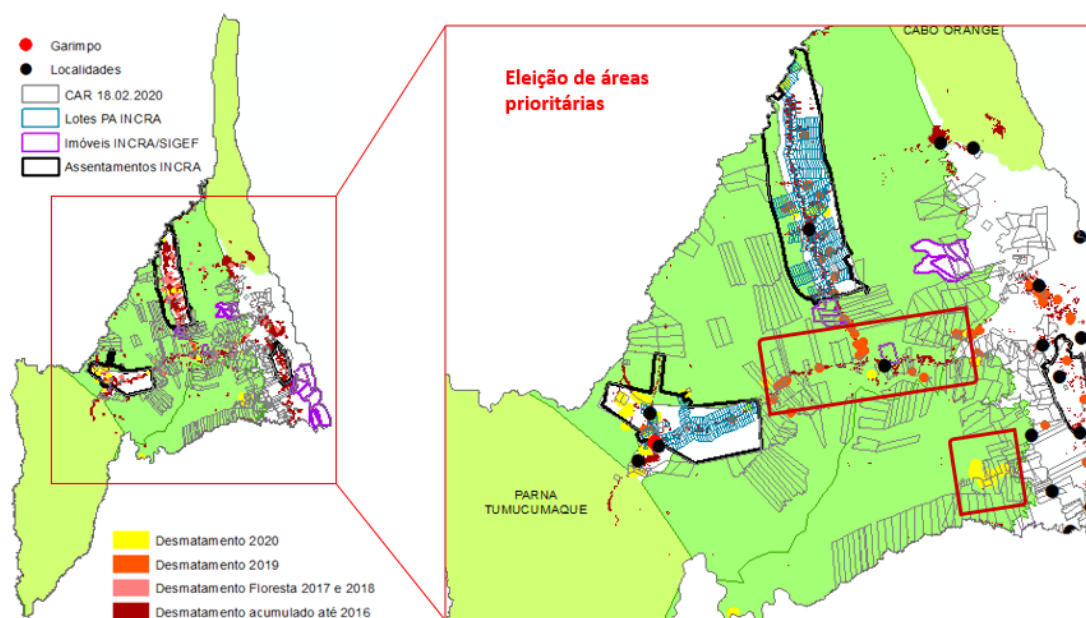 Garimpo
Localidades
CAR 18.02.2020
Lotes PA INCRA
Imóveis INCRA/SIGEF
Assentamentos INCRA
Desmatamento 2020
Desmatamento 2019
Desmatamento Floresta 2017 e 2018
Desmatamento acumulado até 2016
CABO ORANGE
Eleição de áreas
prioritárias
PARNA
TUMUCUMAQUE